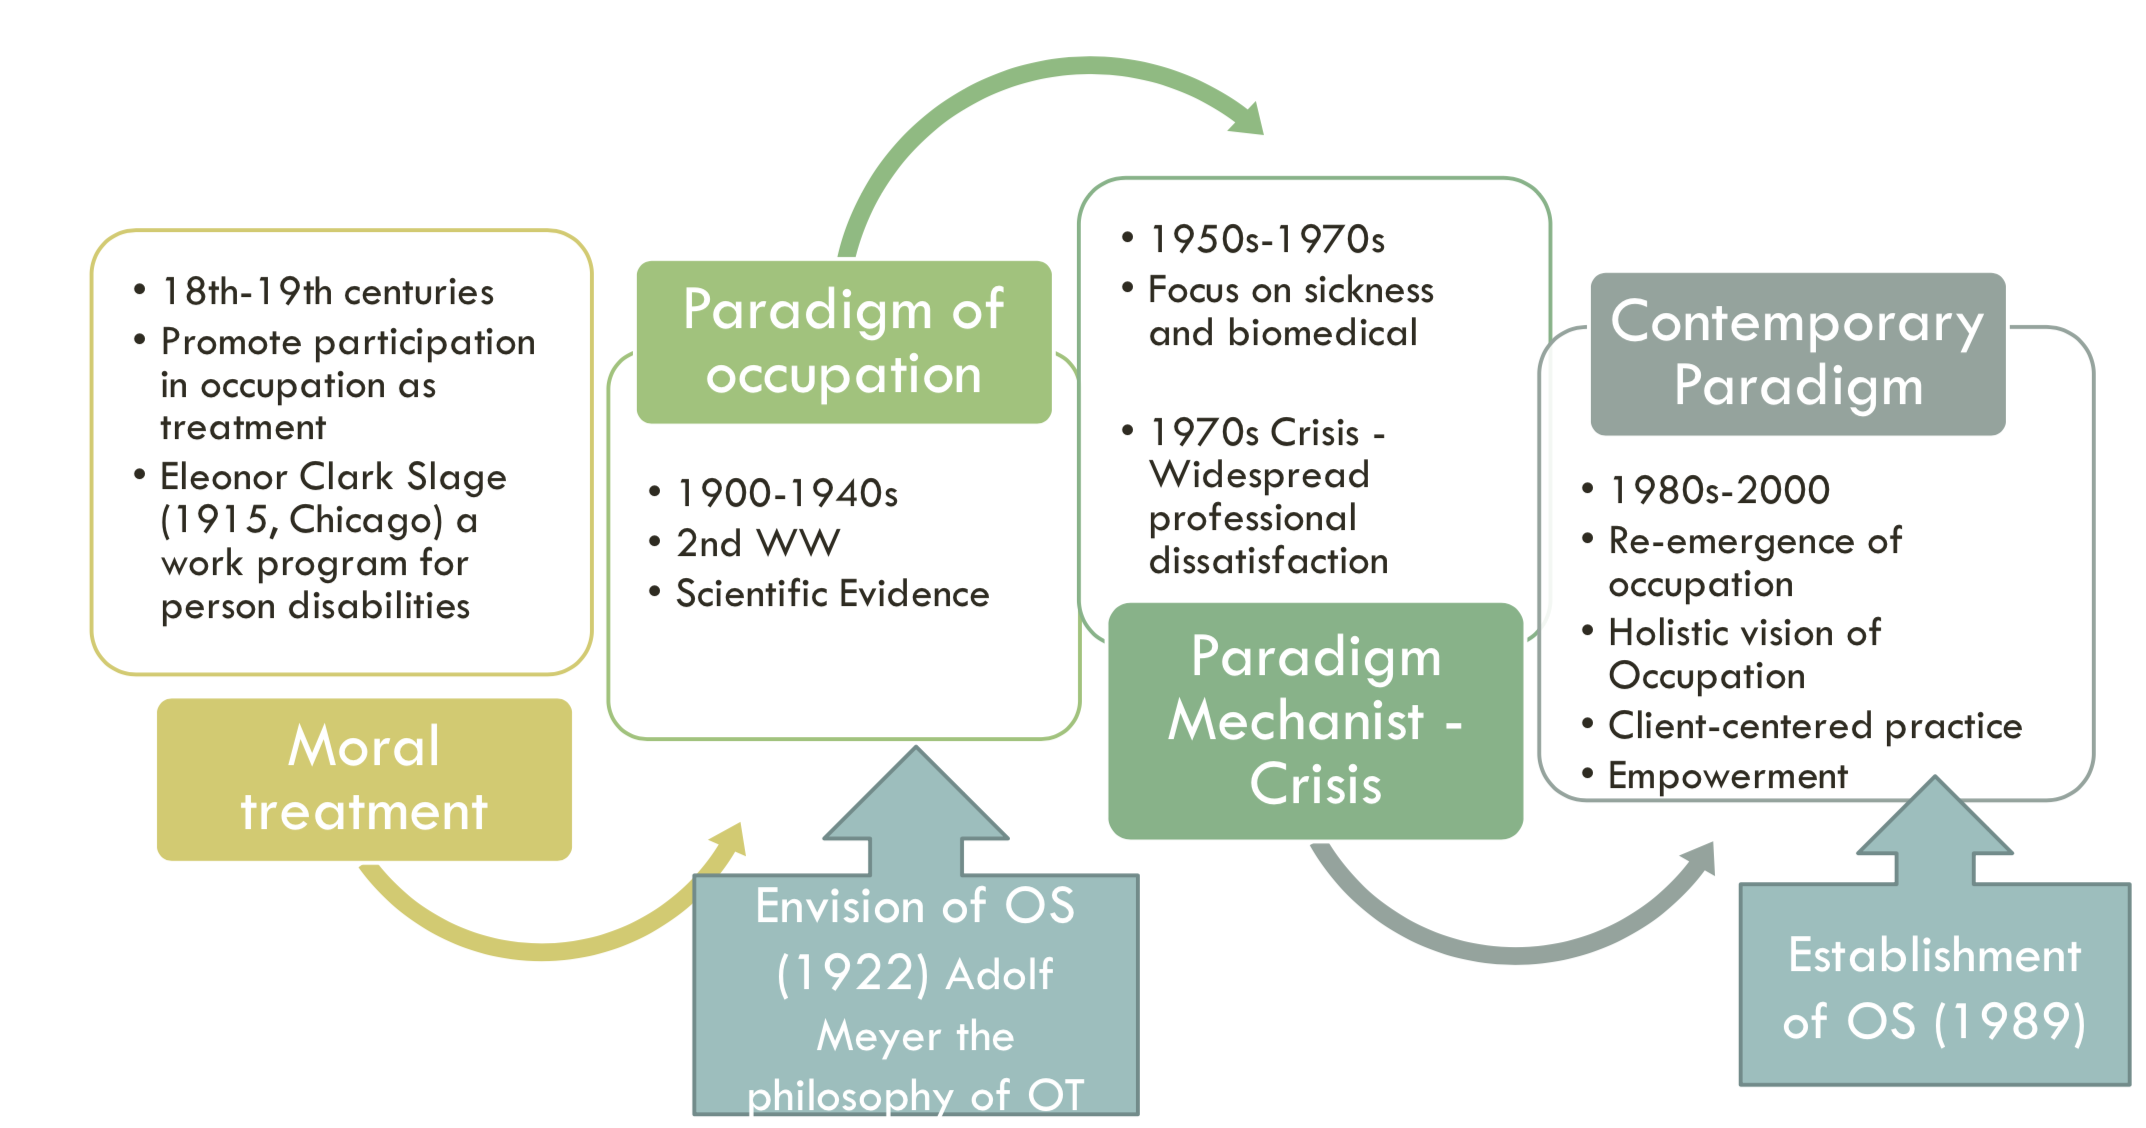 • 18th-19th centuries
• Promote participation
in occupation as
treatment
• Eleonor Clark Slage
(1915, Chicago) a
work program for
person disabilities
Moral
treatment
Paradigm of
occupation
• 1900-1940s
• 2nd WW
• Scientific Evidence
Envision of OS
(1922) Adolf
Meyer the
philosophy of OT
• 1950s-1970s
• Focus on sickness
and biomedical
• 1970s Crisis -
Widespread
professional
dissatisfaction
Paradigm
Mechanist -
Crisis
Contemporary
Paradigm
• 1980s-2000
• Re-emergence of
occupation
• Holistic vision of
Occupation
• Client-centered practice
• Empowerment
Establishment
of OS (1989)